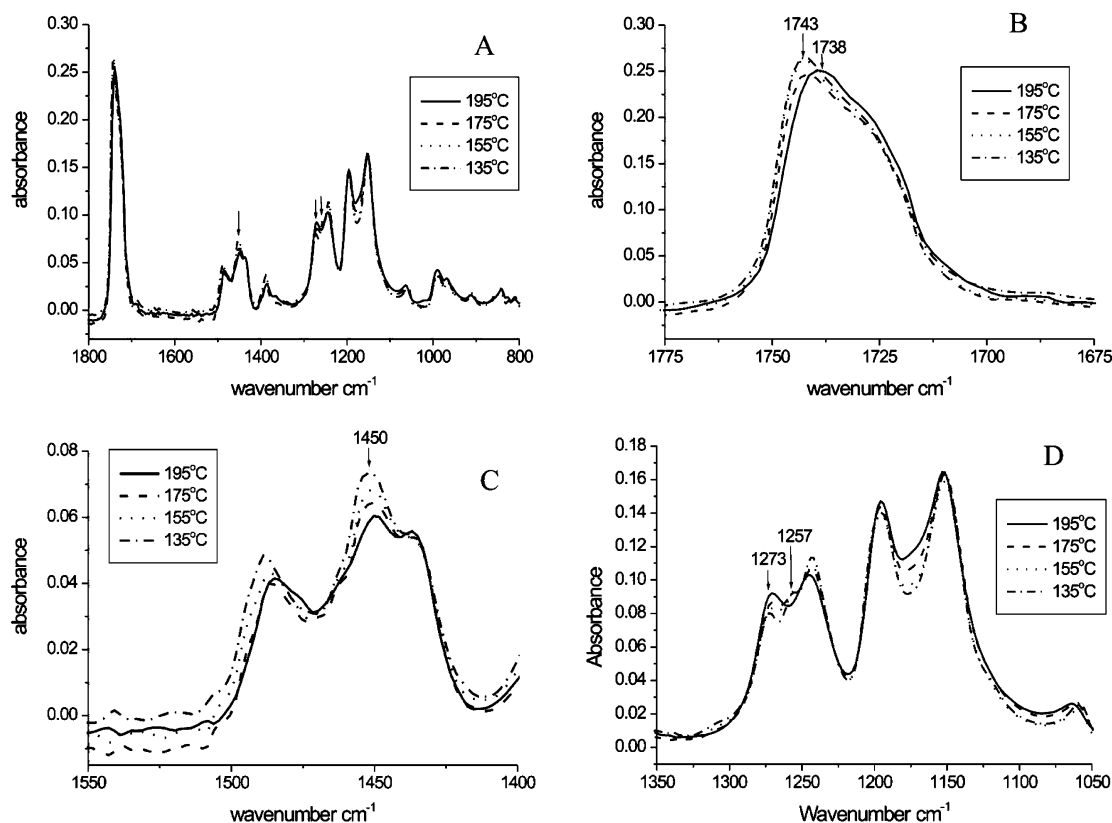 A
absorbance
0.30
0.25
0.20
0.15
0.10
0.05
0.00
195°C
175°C
155°C
135°C
1800 1600 1400 1200 1000 800
wavenumber cm-1
B
absorbance
0.30
0.25
0.20
0.15
0.10
0.05
0.00
1743
1738
195°C
175°C
155°C
135°C
1775 1750 1725 1700 1675
wavenumber cm-1
C
absorbance
0.08
0.06
0.04
0.02
0.00
195°C
175°C
155°C
135°C
1450
1550 1500 1450 1400
wavenumber cm-1
D
Absorbance
0.18
0.16
0.14
0.12
0.10
0.08
0.06
0.04
0.02
0.00
1257
1273
195°C
175°C
155°C
135°C
1350 1300 1250 1200 1150 1100 1050
Wavenumber cm-1